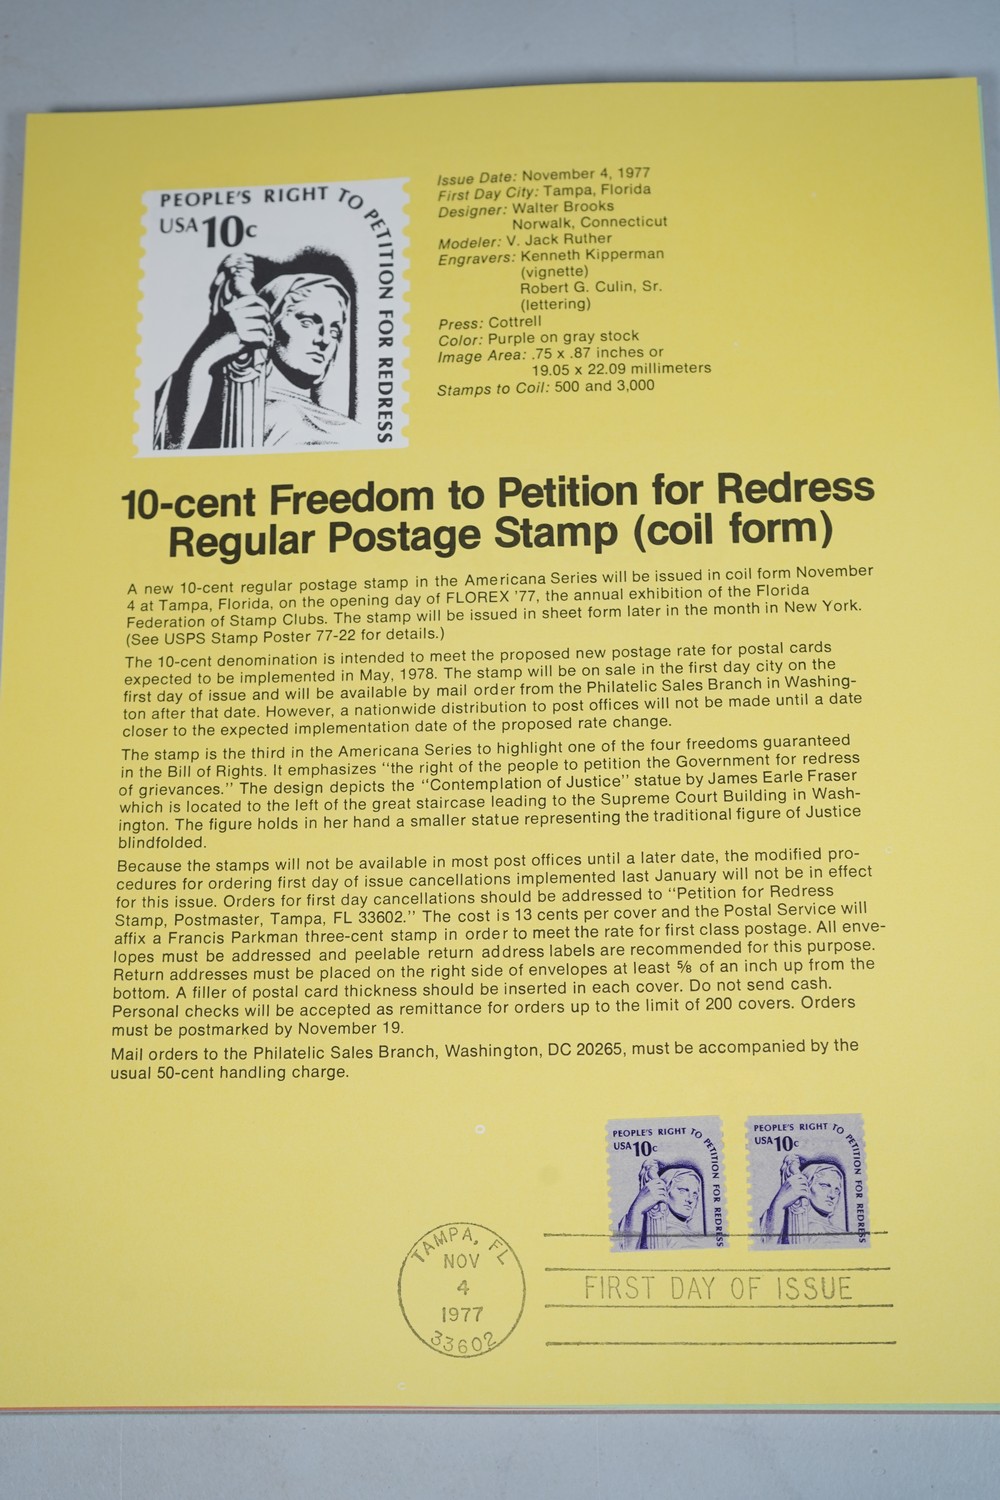 PEOPLE'S RIGHT TO PETITION FOR REDRESS
USA 10c
Issue Date: November 4, 1977
First Day City: Tampa, Florida
Designer: Walter Brooks
Norwalk, Connecticut
Modeler: V. Jack Ruther
Engravers: Kenneth Kipperman
(vignette)
Robert G. Culin, Sr.
(lettering)
Press: Cottrell
Color: Purple on gray stock
Image Area: .75 x .87 inches or
19.05 x 22.09 millimeters
Stamps to Coil: 500 and 3,000
10-cent Freedom to Petition for Redress
Regular Postage Stamp (coil form)
A new 10-cent regular postage stamp in the Americana Series will be issued in coil form November
4 at Tampa, Florida, on the opening day of FLOREX '77, the annual exhibition of the Florida
Federation of Stamp Clubs. The stamp will be issued in sheet form later in the month in New York.
(See USPS Stamp Poster 77-22 for details.)
The 10-cent denomination is intended to meet the proposed new postage rate for postal cards
expected to be implemented in May, 1978. The stamp will be on sale in the first day city on the
first day of issue and will be available by mail order from the Philatelic Sales Branch in Washing-
ton after that date. However, a nationwide distribution to post offices will not be made until a date
closer to the expected implementation date of the proposed rate change.
The stamp is the third in the Americana Series to highlight one of the four freedoms guaranteed
in the Bill of Rights. It emphasizes "the right of the people to petition the Government for redress
of grievances." The design depicts the "Contemplation of Justice" statue by James Earle Fraser
which is located to the left of the great staircase leading to the Supreme Court Building in Wash-
ington. The figure holds in her hand a smaller statue representing the traditional figure of Justice
blindfolded.
Because the stamps will not be available in most post offices until a later date, the modified pro-
cedures for ordering first day of issue cancellations implemented last January will not be in effect
for this issue. Orders for first day cancellations should be addressed to "Petition for Redress
Stamp, Postmaster, Tampa, FL 33602." The cost is 13 cents per cover and the Postal Service will
affix a Francis Parkman three-cent stamp in order to meet the rate for first class postage. All enve-
lopes must be addressed and peelable return address labels are recommended for this purpose.
Return addresses must be placed on the right side of envelopes at least ⅝ of an inch up from the
bottom. A filler of postal card thickness should be inserted in each cover. Do not send cash.
Personal checks will be accepted as remittance for orders up to the limit of 200 covers. Orders
must be postmarked by November 19.
Mail orders to the Philatelic Sales Branch, Washington, DC 20265, must be accompanied by the
usual 50-cent handling charge.
PEOPLE'S RIGHT TO PETITION FOR REDRESS
USA 10c
PEOPLE'S RIGHT TO PETITION FOR REDRESS
USA 10c
TAMPA, FL
NOV
4
1977
33602
FIRST DAY OF ISSUE